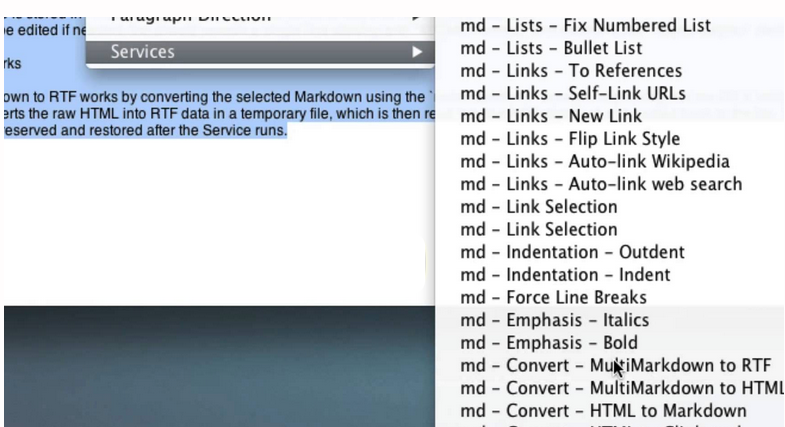 Paragraph Direction
Services
be edited if ne
rks
own to RTF works by converting the selected Markdown using the `
erts the raw HTML into RTF data in a temporary file, which is then re
eserved and restored after the Service runs.
md - Lists - Fix Numbered List
md - Lists - Bullet List
md - Links - To References
md - Links - Self-Link URLs
md - Links - New Link
md - Links - Flip Link Style
md - Links - Auto-link Wikipedia
md - Links - Auto-link web search
md - Link Selection
md - Link Selection
md - Indentation - Outdent
md - Indentation - Indent
md - Force Line Breaks
md - Emphasis - Italics
md - Emphasis - Bold
md - Convert - MultiMarkdown to RTF
md - Convert - MultiMarkdown to HTML
md - Convert - HTML to Markdown